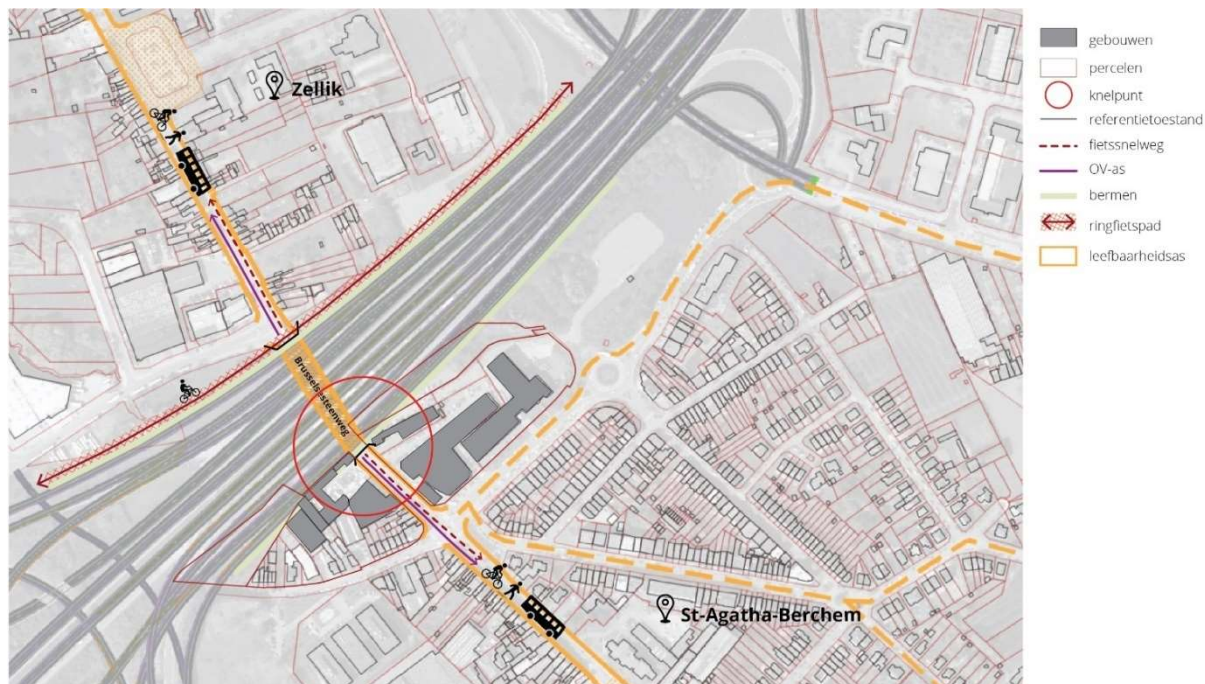 Zellik
Brusselsesteenweg
St-Agatha-Berchem
gebouwen
percelen
knelpunt
referentietoestand
fietssnelweg
OV-as
bermen
ringfietspad
leefbaarheidsas